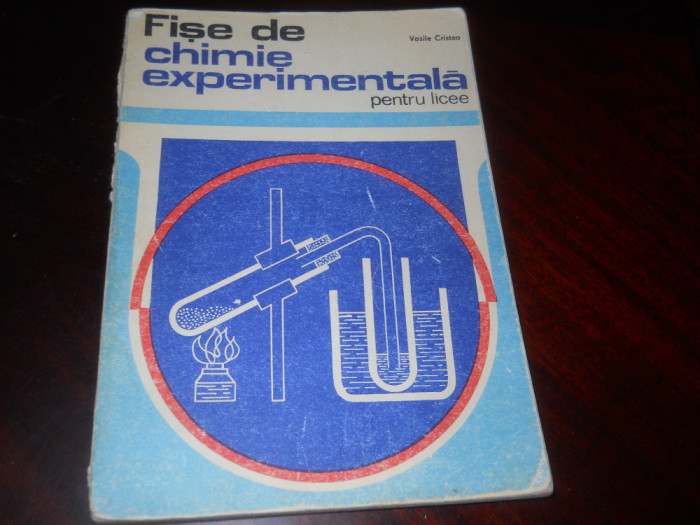 Fișe de
Vasile Cristea
chimie
experimentală
pentru licee